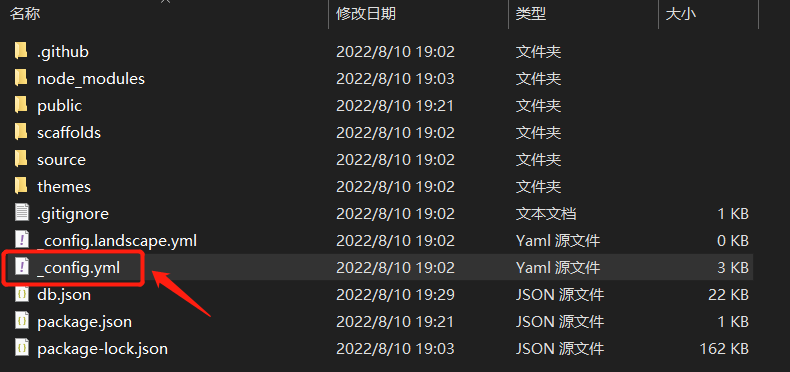 名称 修改日期 类型 大小
.github 2022/8/10 19:02 文件夹
node_modules 2022/8/10 19:03 文件夹
public 2022/8/10 19:21 文件夹
scaffolds 2022/8/10 19:02 文件夹
source 2022/8/10 19:02 文件夹
themes 2022/8/10 19:02 文件夹
.gitignore 2022/8/10 19:02 文本文档 1 KB
_config.landscape.yml 2022/8/10 19:02 Yaml 源文件 0 KB
_config.yml 2022/8/10 19:02 Yaml 源文件 3 KB
db.json 2022/8/10 19:29 JSON 源文件 22 KB
package.json 2022/8/10 19:21 JSON 源文件 1 KB
package-lock.json 2022/8/10 19:03 JSON 源文件 162 KB